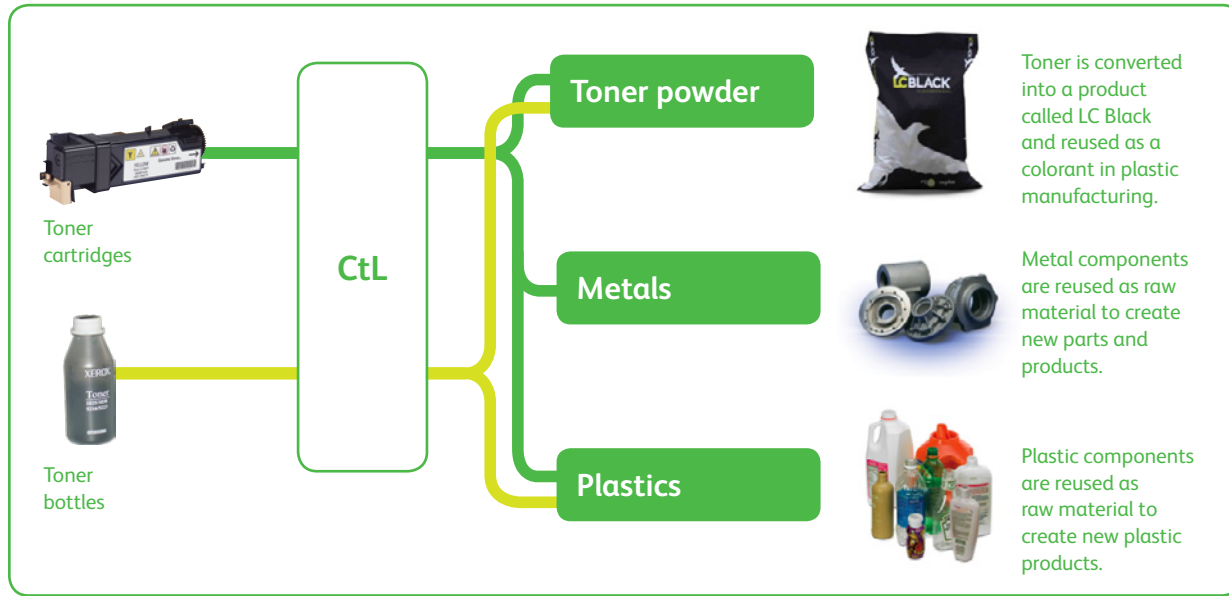 Toner
cartridges
XEROX
Toner
Toner
bottles
CtL
Toner powder
Metals
Plastics
LCBLACK
Toner is converted
into a product
called LC Black
and reused as a
colorant in plastic
manufacturing.
Metal components
are reused as raw
material to create
new parts and
products.
Plastic components
are reused as
raw material to
create new plastic
products.